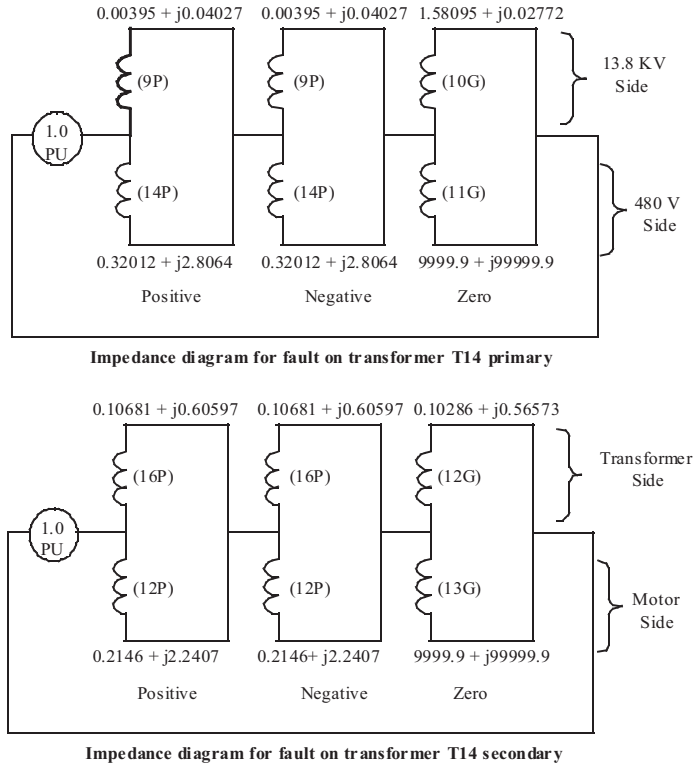 0.00395 + j0.04027 0.00395 + j0.04027 1.58095 + j0.02772
(9P) (9P) (10G)
13.8 KV
Side
1.0
PU
(14P) (14P) (11G)
480 V
Side
0.32012 + j2.8064 0.32012 + j2.8064 9999.9 + j99999.9
Positive Negative Zero
Impedance diagram for fault on transformer T14 primary
0.10681 + j0.60597 0.10681 + j0.60597 0.10286 + j0.56573
(16P) (16P) (12G)
Transformer
Side
1.0
PU
(12P) (12P) (13G)
Motor
Side
0.2146 + j2.2407 0.2146+ j2.2407 9999.9 + j99999.9
Positive Negative Zero
Impedance diagram for fault on transformer T14 secondary